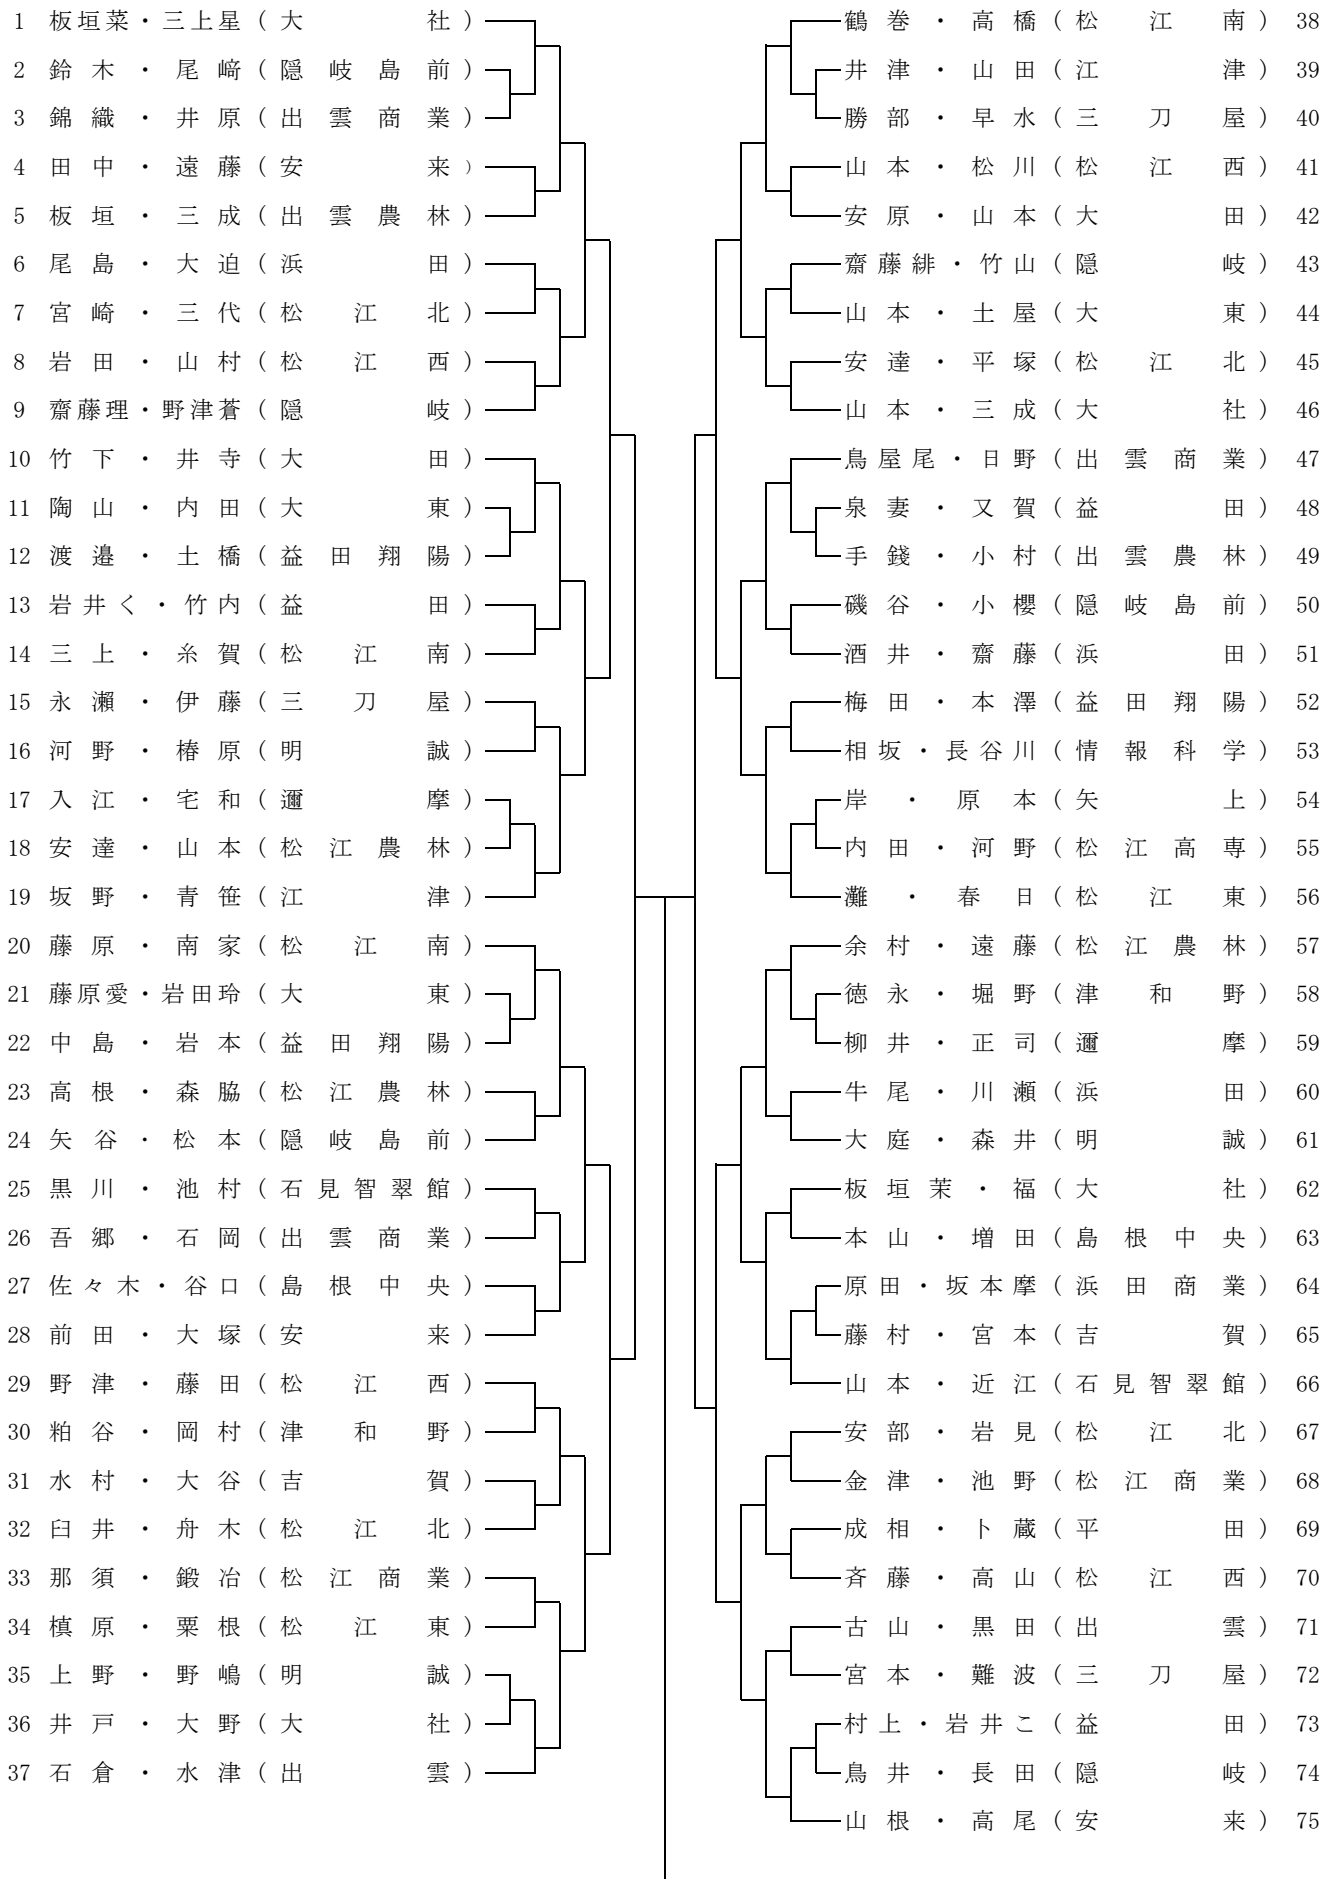 1 板垣菜・三上星(大社)
2 鈴木・尾﨑(隠岐島前)
3 錦織・井原(出雲商業)
4 田中・遠藤(安来)
5 板垣・三成(出雲農林)
6 尾島・大迫(浜田)
7 宮崎・三代(松江北)
8 岩田・山村(松江西)
9 齋藤理・野津蒼(隠岐)
10 竹下・井寺(大田)
11 陶山・内田(大東)
12 渡邉・土橋(益田翔陽)
13 岩井く・竹内(益田)
14 三上・糸賀(松江南)
15 永瀬・伊藤(三刀屋)
16 河野・椿原(明誠)
17 入江・宅和(邇摩)
18 安達・山本(松江農林)
19 坂野・青笹(江津)
20 藤原・南家(松江南)
21 藤原愛・岩田玲(大東)
22 中島・岩本(益田翔陽)
23 高根・森脇(松江農林)
24 矢谷・松本(隠岐島前)
25 黒川・池村(石見智翠館)
26 吾郷・石岡(出雲商業)
27 佐々木・谷口(島根中央)
28 前田・大塚(安来)
29 野津・藤田(松江西)
30 粕谷・岡村(津和野)
31 水村・大谷(吉賀)
32 臼井・舟木(松江北)
33 那須・鍛冶(松江商業)
34 槙原・栗根(松江東)
35 上野・野嶋(明誠)
36 井戸・大野(大社)
37 石倉・水津(出雲)
鶴巻・高橋(松江南) 38
井津・山田(江津) 39
勝部・早水(三刀屋) 40
山本・松川(松江西) 41
安原・山本(大田) 42
齋藤緋・竹山(隠岐) 43
山本・土屋(大東) 44
安達・平塚(松江北) 45
山本・三成(大社) 46
鳥屋尾・日野(出雲商業) 47
泉妻・又賀(益田) 48
手錢・小村(出雲農林) 49
磯谷・小櫻(隠岐島前) 50
酒井・齋藤(浜田) 51
梅田・本澤(益田翔陽) 52
相坂・長谷川(情報科学) 53
岸・原本(矢上) 54
内田・河野(松江高専) 55
灘・春日(松江東) 56
余村・遠藤(松江農林) 57
徳永・堀野(津和野) 58
柳井・正司(邇摩) 59
牛尾・川瀬(浜田) 60
大庭・森井(明誠) 61
板垣茉・福(大社) 62
本山・増田(島根中央) 63
原田・坂本摩(浜田商業) 64
藤村・宮本(吉賀) 65
山本・近江(石見智翠館) 66
安部・岩見(松江北) 67
金津・池野(松江商業) 68
成相・卜蔵(平田) 69
斉藤・高山(松江西) 70
古山・黒田(出雲) 71
宮本・難波(三刀屋) 72
村上・岩井こ(益田) 73
鳥井・長田(隠岐) 74
山根・高尾(安来) 75